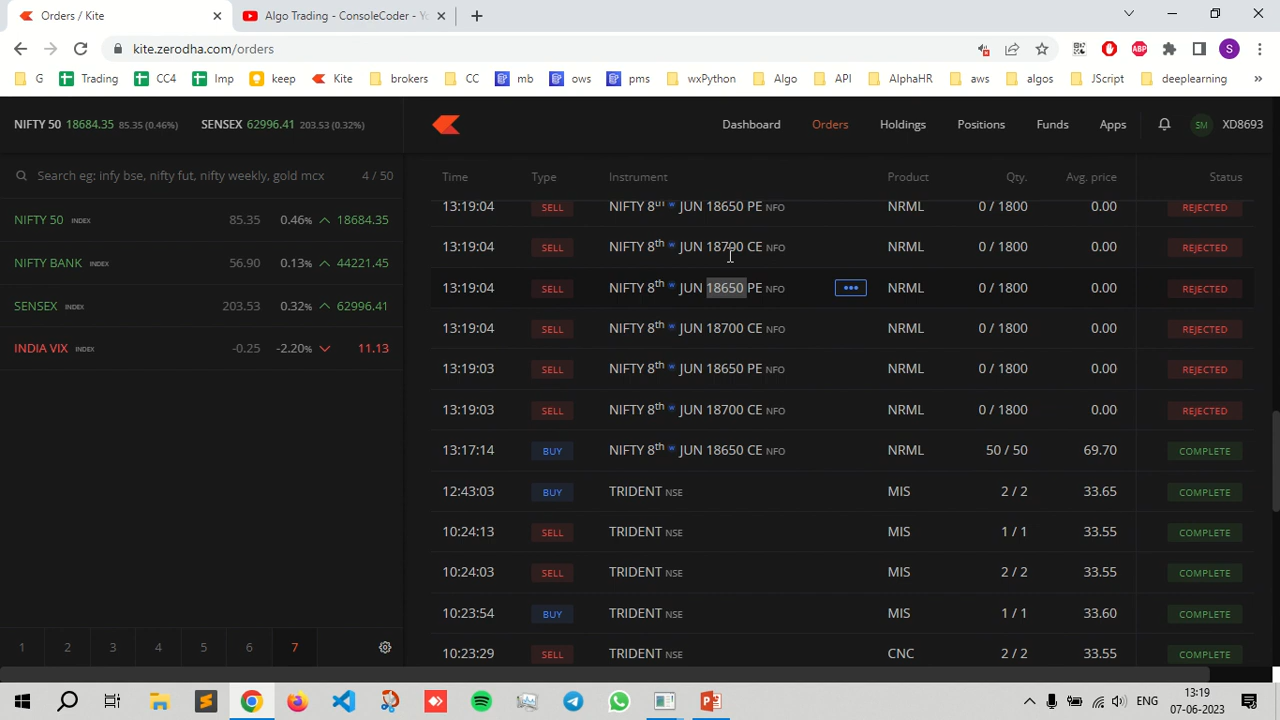 Orders / Kite
Algo Trading - ConsoleCoder - Yo
kite.zerodha.com/orders
ABP
S
G
Trading
CC4
Imp
keep
Kite
brokers
CC
mb
ows
pms
wxPython
Algo
API
AlphaHR
aws
algos
JScript
deeplearning
»
NIFTY 50 18684.35 85.35 (0.46%) SENSEX 62996.41 203.53 (0.32%)
Dashboard Orders Holdings Positions Funds Apps SM XD8693
Search eg: infy bse, nifty fut, nifty weekly, gold mcx 4 / 50
NIFTY 50 INDEX 85.35 0.46% 18684.35
NIFTY BANK INDEX 56.90 0.13% 44221.45
SENSEX INDEX 203.53 0.32% 62996.41
INDIA VIX INDEX -0.25 -2.20% 11.13
1 2 3 4 5 6 7
Time Type Instrument Product Qty. Avg. price Status
13:19:04 SELL NIFTY 8th w JUN 18650 PE NFO NRML 0 / 1800 0.00 REJECTED
13:19:04 SELL NIFTY 8th w JUN 18700 CE NFO NRML 0 / 1800 0.00 REJECTED
13:19:04 SELL NIFTY 8th w JUN 18650 PE NFO ••• NRML 0 / 1800 0.00 REJECTED
13:19:04 SELL NIFTY 8th w JUN 18700 CE NFO NRML 0 / 1800 0.00 REJECTED
13:19:03 SELL NIFTY 8th w JUN 18650 PE NFO NRML 0 / 1800 0.00 REJECTED
13:19:03 SELL NIFTY 8th w JUN 18700 CE NFO NRML 0 / 1800 0.00 REJECTED
13:17:14 BUY NIFTY 8th w JUN 18650 CE NFO NRML 50 / 50 69.70 COMPLETE
12:43:03 BUY TRIDENT NSE MIS 2 / 2 33.65 COMPLETE
10:24:13 SELL TRIDENT NSE MIS 1 / 1 33.55 COMPLETE
10:24:03 SELL TRIDENT NSE MIS 2 / 2 33.55 COMPLETE
10:23:54 BUY TRIDENT NSE MIS 1 / 1 33.60 COMPLETE
10:23:29 SELL TRIDENT NSE CNC 2 / 2 33.55 COMPLETE
ENG
13:19
07-06-2023